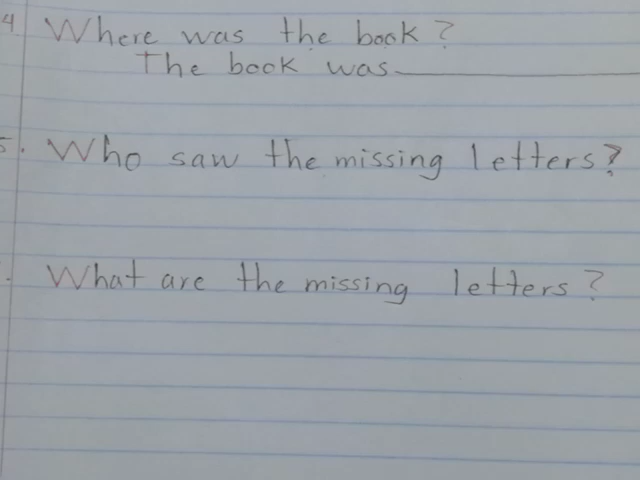 4 Where was the book?
The book was
5. Who saw the missing letters?
. What are the missing letters?